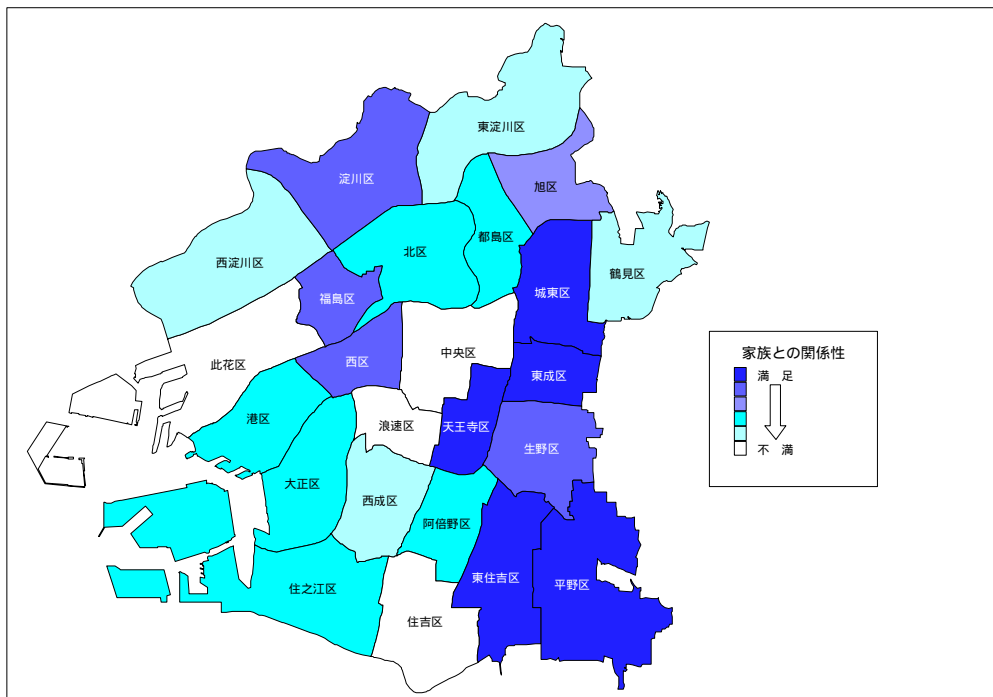 東淀川区
淀川区
旭区
都島区
北区
西淀川区
鶴見区
福島区
城東区
中央区
此花区
西区
東成区
家族との関係性
満 足
不 満
港区
浪速区
天王寺区
生野区
大正区
西成区
阿倍野区
東住吉区
平野区
住之江区
住吉区